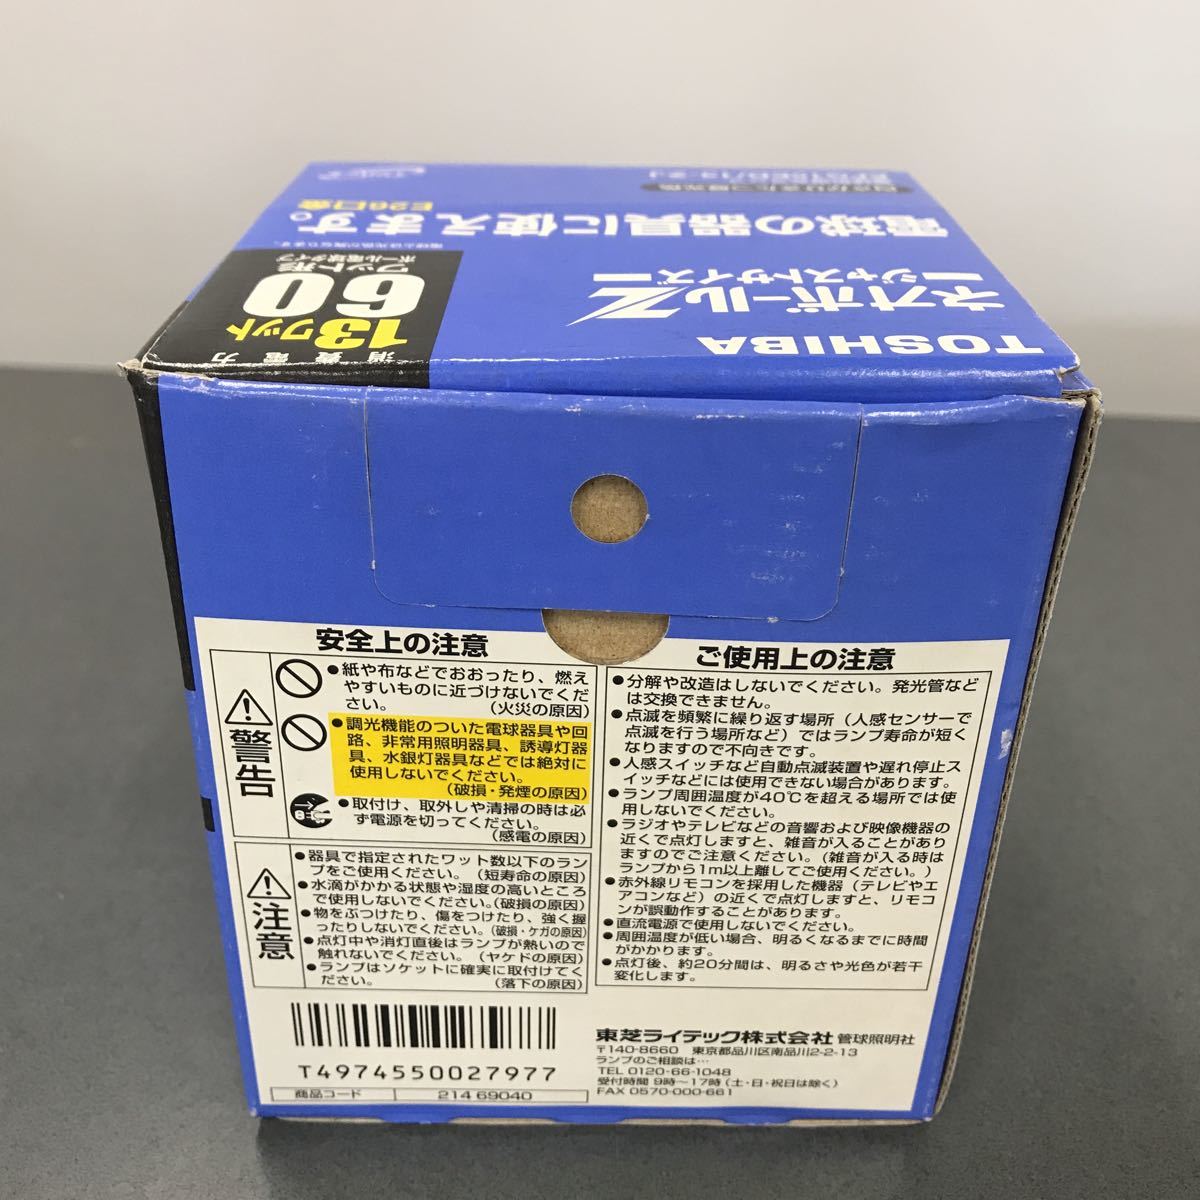 TOSHIBA
ネオボールZ
ージャストサイズー
電球の器具に使えます。
E26口金
電球とは光色が異なります。
消費電力
13ワット
60
ワット形
ボール電球タイプ
安全上の注意
警告
●紙や布などでおおったり、燃え
やすいものに近づけないでくだ
さい。 (火災の原因)
●調光機能のついた電球器具や回
路、非常用照明器具、誘導灯器
具、水銀灯器具などでは絶対に
使用しないでください。
(破損・発煙の原因)
●取付け、取外しや清掃の時は必
ず電源を切ってください。
(感電の原因)
注意
●器具で指定されたワット数以下のラン
プをご使用ください。 (短寿命の原因)
●水滴がかかる状態や湿度の高いところ
で使用しないでください。(破損の原因)
●物をぶつけたり、傷をつけたり、強く握
ったりしないでください。(破損・ケガの原因)
●点灯中や消灯直後はランプが熱いので
触れないでください。 (ヤケドの原因)
●ランプはソケットに確実に取付けてく
ださい。 (落下の原因)
ご使用上の注意
●分解や改造はしないでください。発光管など
は交換できません。
●点滅を頻繁に繰り返す場所(人感センサーで
点滅を行う場所など)ではランプ寿命が短く
なりますので不向きです。
●人感スイッチなど自動点滅装置や遅れ停止ス
イッチなどには使用できない場合があります。
●ランプ周囲温度が40℃を超える場所では使
用しないでください。
●ラジオやテレビなどの音響および映像機器の
近くで点灯しますと、雑音が入ることがあり
ますのでご注意ください。(雑音が入る時は
ランプから1m以上離してご使用ください。)
●赤外線リモコンを採用した機器(テレビやエ
アコンなど)の近くで点灯しますと、リモコ
ンが誤動作することがあります。
●直流電源で使用しないでください。
●周囲温度が低い場合、明るくなるまでに時間
がかかります。
●点灯後、約20分間は、明るさや光色が若干
変化します。
T4974550027977
商品コード 214 69040
東芝ライテック株式会社 管球照明社
〒140-8660 東京都品川区南品川2-2-13
ランプのご相談は…
TEL 0120-66-1048
受付時間 9時～17時(土・日・祝日は除く)
FAX 0570-000-661